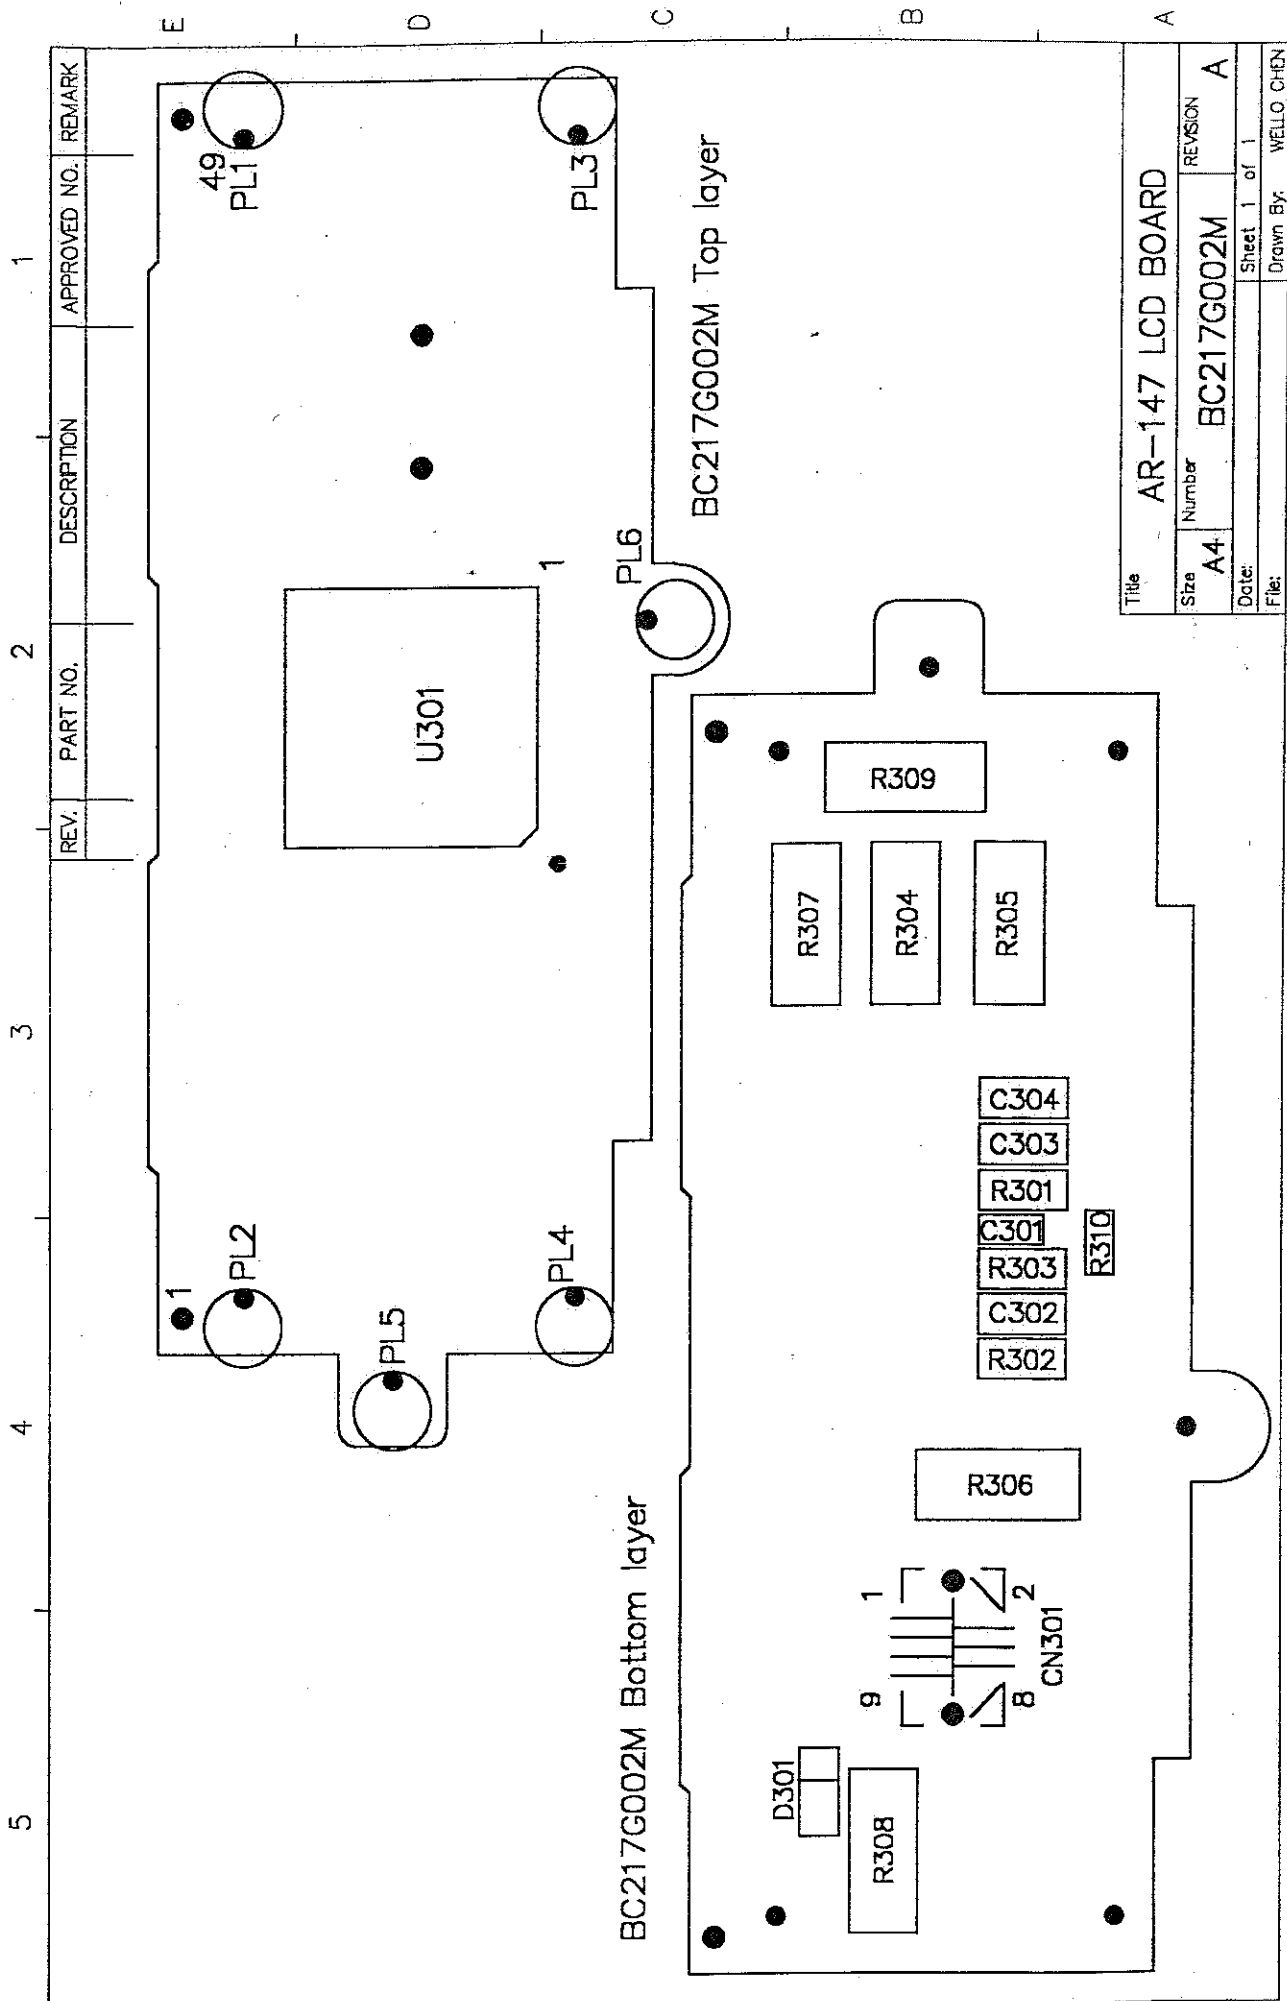 5 4 3 2 1
REV. PART NO. DESCRIPTION APPROVED NO. REMARK
E
D
C
B
A
1
49
PL2
PL1
PL5
U301
PL4
1
PL3
PL6
BC217G002M Bottom layer
BC217G002M Top layer
D301
R308
9 1
8 2
CN301
R306
R302
C302
R303
C301
R301
C303
C304
R310
R307
R304
R305
R309
Title
AR-147 LCD BOARD
Size Number REVISION
A4 BC217G002M A
Date: Sheet 1 of 1
File: Drawn By: WELLO CHEN